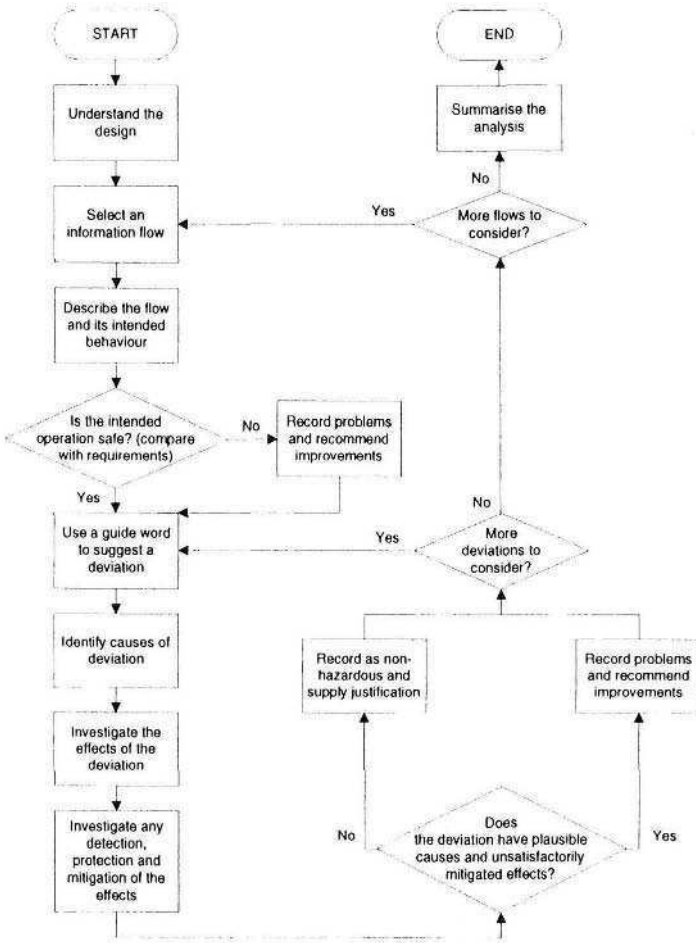 START
Understand the
design
Select an
information flow
Describe the flow
and its intended
behaviour
Is the intended
operation safe? (compare
with requirements)
No
Record problems
and recommend
improvements
Yes
Use a guide word
to suggest a
deviation
Identify causes of
deviation
Investigate the
effects of the
deviation
Investigate any
detection,
protection and
mitigation of the
effects
END
Summarise the
analysis
No
Yes
More flows to
consider?
No
Yes
More
deviations to
consider?
Record as non-
hazardous and
supply justification
Record problems
and recommend
improvements
No
Does
the deviation have plausible
causes and unsatisfactorily
mitigated effects?
Yes